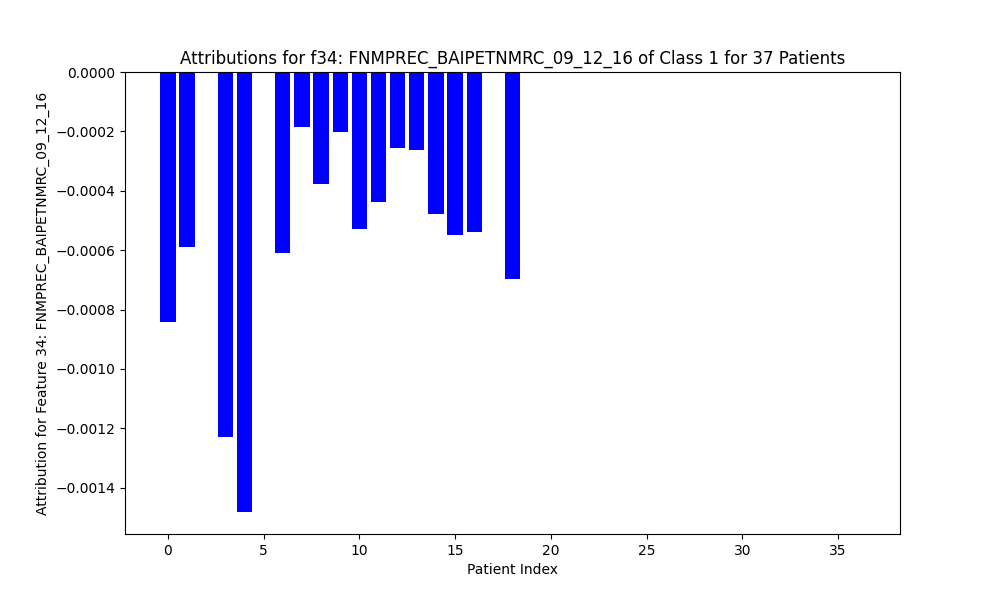 Attributions for f34: FNMPREC_BAIPETNMRC_09_12_16 of Class 1 for 37 Patients
Attribution for Feature 34: FNMPREC_BAIPETNMRC_09_12_16
0.0000
−0.0002
−0.0004
−0.0006
−0.0008
−0.0010
−0.0012
−0.0014
0 5 10 15 20 25 30 35
Patient Index